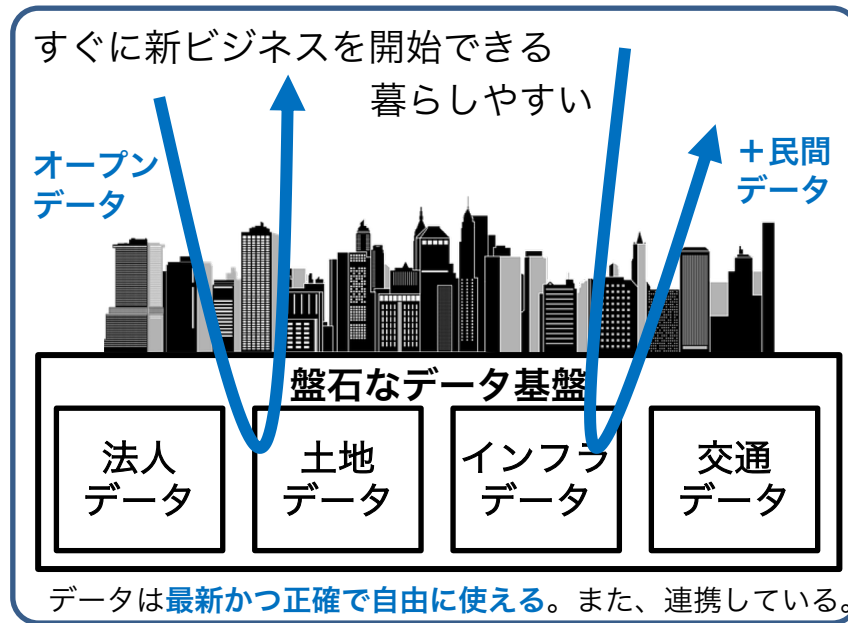 すぐに新ビジネスを開始できる
暮らしやすい
オープン
データ
＋民間
データ
盤石なデータ基盤
法人
データ
土地
データ
インフラ
データ
交通
データ
データは最新かつ正確で自由に使える。また、連携している。